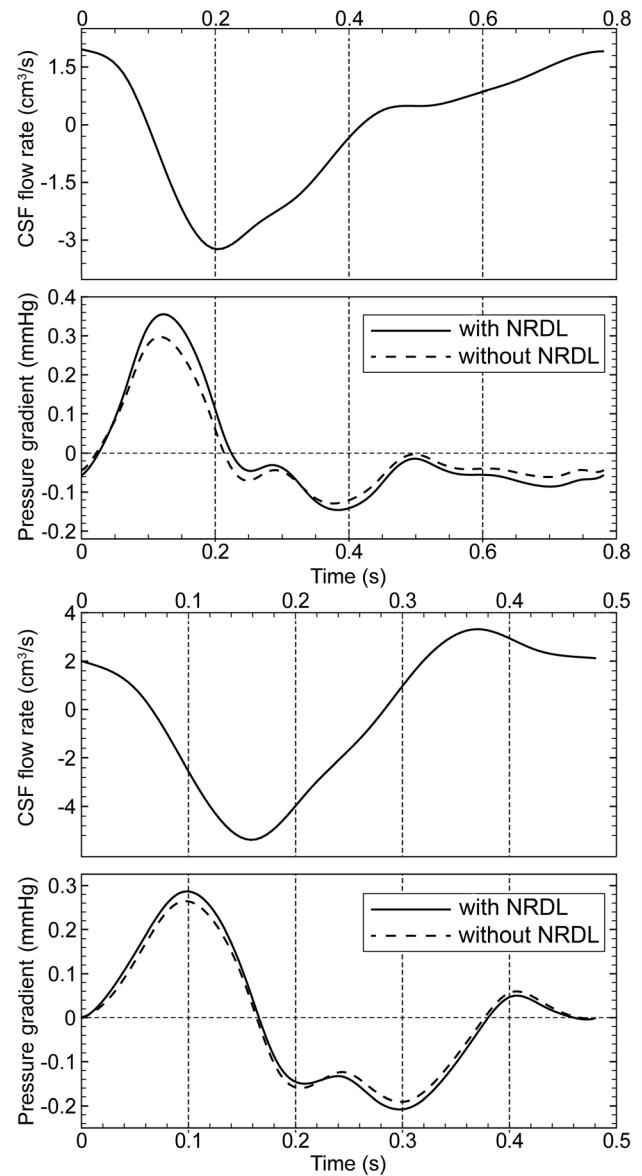 0 0.2 0.4 0.6 0.8
CSF flow rate (cm³/s)
1.5
0
-1.5
-3
Pressure gradient (mmHg)
0.4
0.3
0.2
0.1
0
-0.1
-0.2
with NRDL
without NRDL
0 0.2 0.4 0.6 0.8
Time (s)
0 0.1 0.2 0.3 0.4 0.5
CSF flow rate (cm³/s)
4
2
0
-2
-4
Pressure gradient (mmHg)
0.3
0.2
0.1
0
-0.1
-0.2
with NRDL
without NRDL
0 0.1 0.2 0.3 0.4 0.5
Time (s)